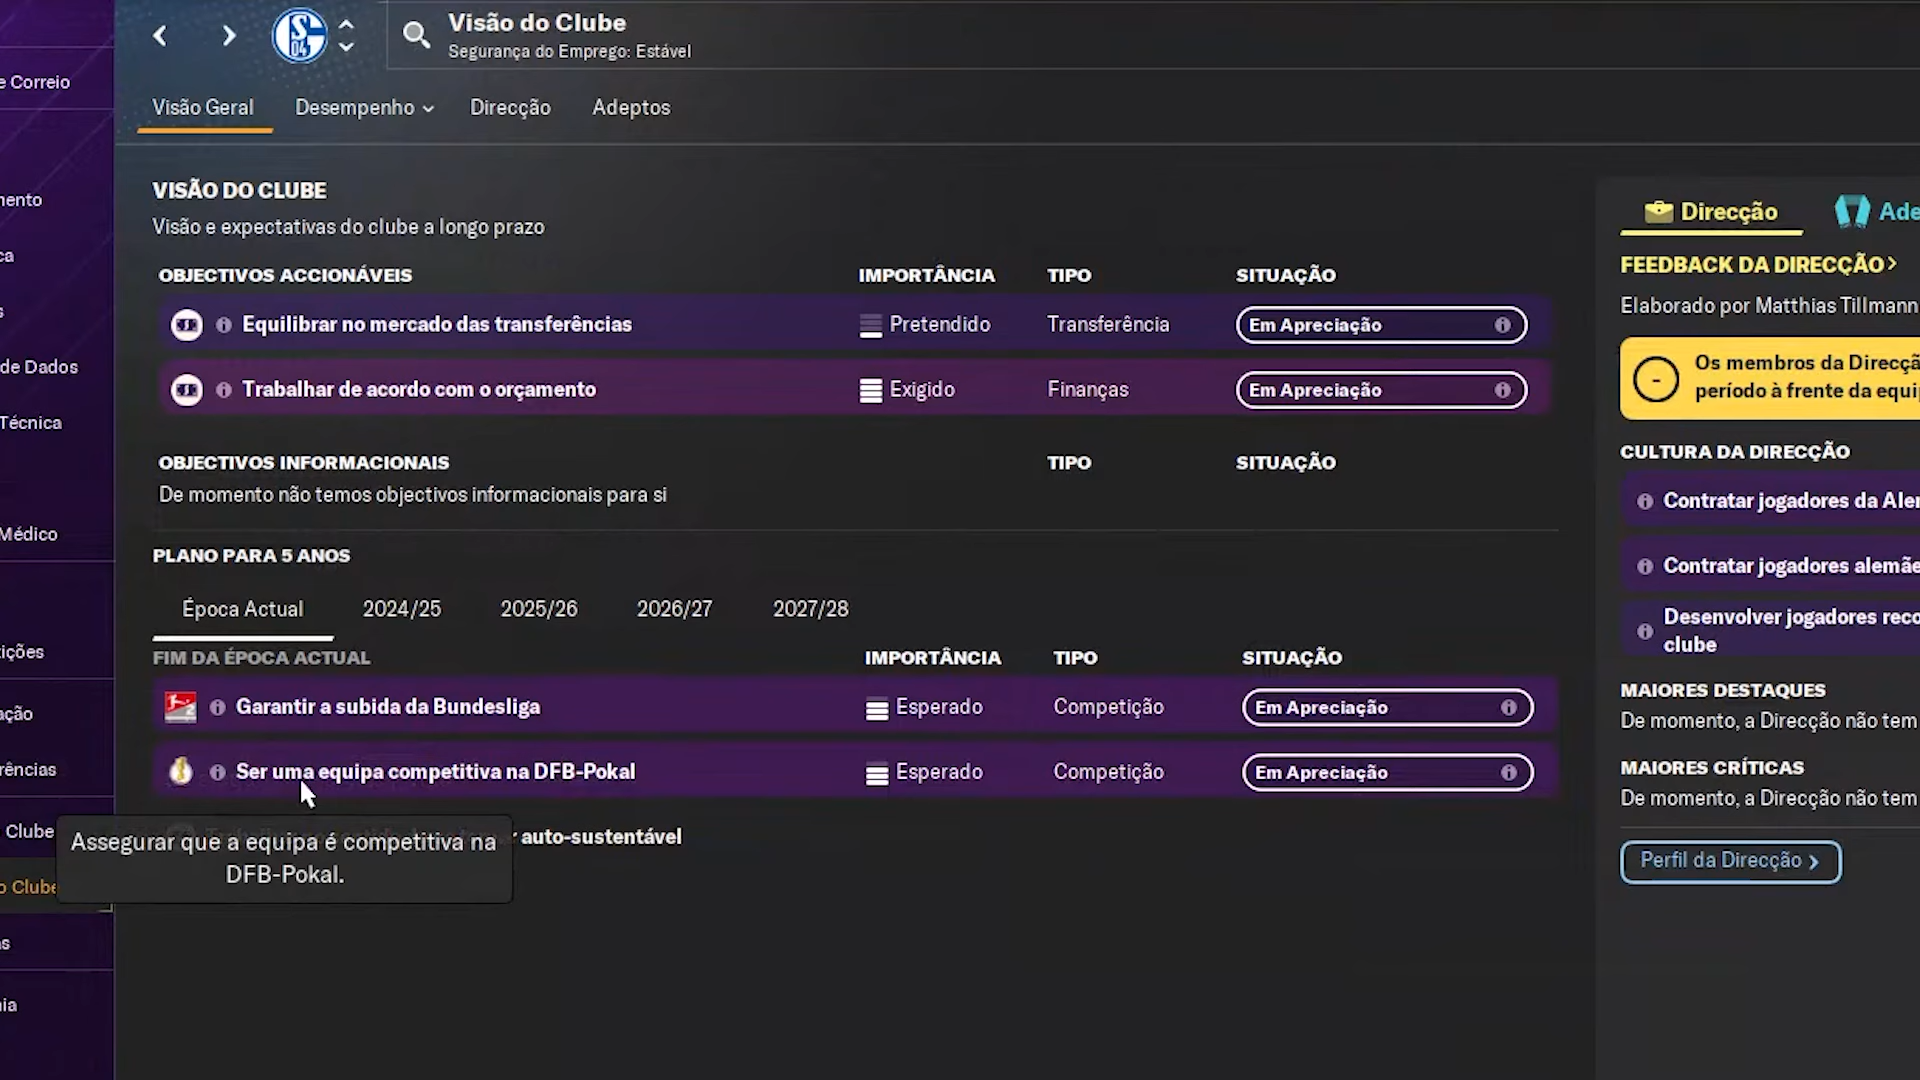 Visão do Clube
Segurança do Emprego: Estável
e Correio
Visão Geral
Desempenho
Direcção
Adeptos
VISÃO DO CLUBE
Visão e expectativas do clube a longo prazo
OBJECTIVOS ACCIONÁVEIS IMPORTÂNCIA TIPO SITUAÇÃO
Equilibrar no mercado das transferências Pretendido Transferência Em Apreciação
Trabalhar de acordo com o orçamento Exigido Finanças Em Apreciação
OBJECTIVOS INFORMACIONAIS TIPO SITUAÇÃO
De momento não temos objectivos informacionais para si
PLANO PARA 5 ANOS
Época Actual 2024/25 2025/26 2026/27 2027/28
FIM DA ÉPOCA ACTUAL IMPORTÂNCIA TIPO SITUAÇÃO
Garantir a subida da Bundesliga Esperado Competição Em Apreciação
Ser uma equipa competitiva na DFB-Pokal Esperado Competição Em Apreciação
auto-sustentável
Assegurar que a equipa é competitiva na
DFB-Pokal.
mento
ca
s
de Dados
Técnica
Médico
ições
ação
rências
Clube
o Clube
as
ia
Direcção
Ade
FEEDBACK DA DIRECÇÃO
Elaborado por Matthias Tillmann
Os membros da Direcçã
período à frente da equi
CULTURA DA DIRECÇÃO
Contratar jogadores da Alem
Contratar jogadores alemãe
Desenvolver jogadores reco
clube
MAIORES DESTAQUES
De momento, a Direcção não tem
MAIORES CRÍTICAS
De momento, a Direcção não tem
Perfil da Direcção